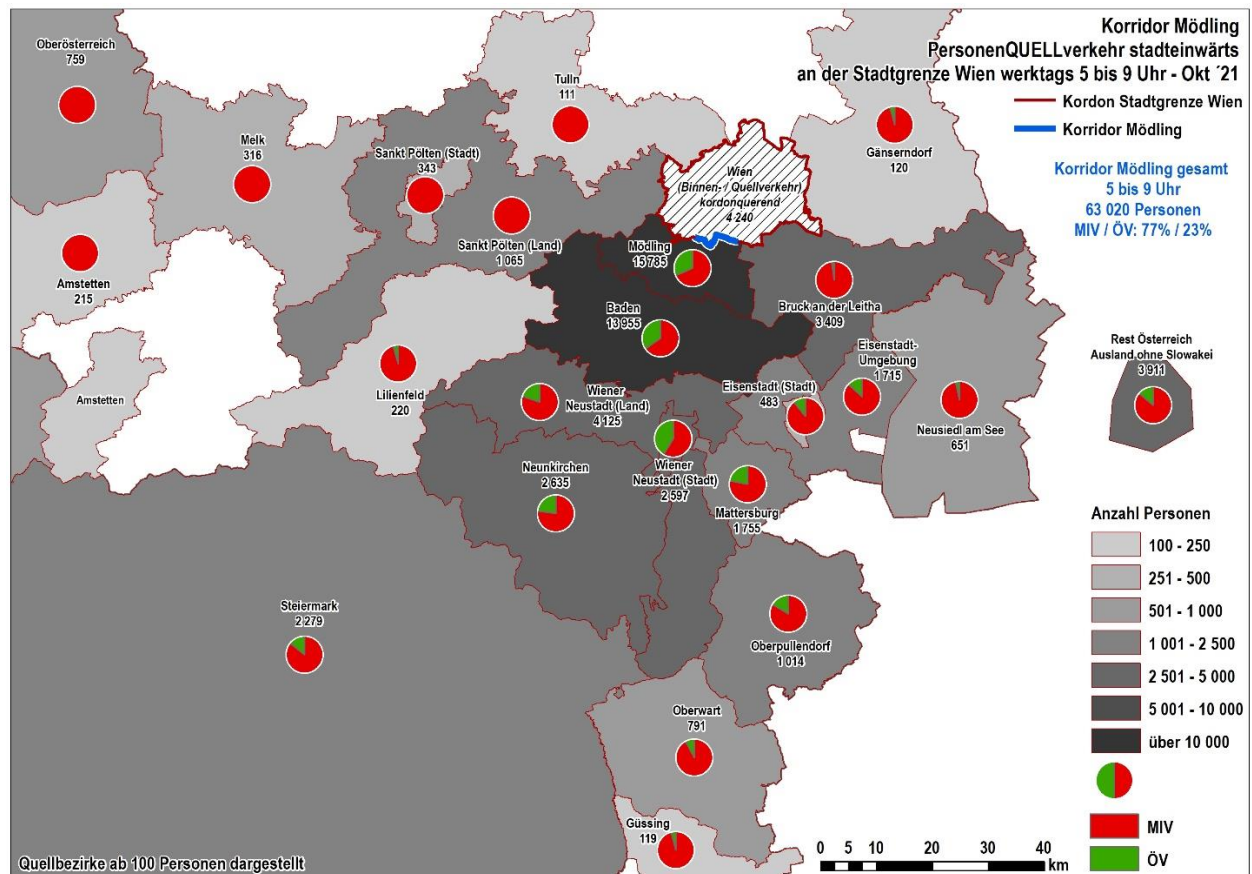 Korridor Mödling
PersonenQUELLverkehr stadteinwärts
an der Stadtgrenze Wien werktags 5 bis 9 Uhr - Okt ´21
Kordon Stadtgrenze Wien
Korridor Mödling
Korridor Mödling gesamt
5 bis 9 Uhr
63 020 Personen
MIV / ÖV: 77% / 23%
Oberösterreich
759
Melk
316
Sankt Pölten (Stadt)
343
Tulln
111
Gänserndorf
120
Wien
(Binnen- / Quellverkehr)
kordonquerend
4 240
Sankt Pölten (Land)
1 065
Amstetten
215
Mödling
15 785
Bruck an der Leitha
3 409
Baden
13 955
Eisenstadt-
Umgebung
1 715
Rest Österreich
Ausland ohne Slowakei
3 911
Lilienfeld
220
Amstetten
Wiener
Neustadt (Land)
4 125
Eisenstadt (Stadt)
483
Neusiedl am See
651
Neunkirchen
2 635
Wiener
Neustadt (Stadt)
2 597
Mattersburg
1 755
Steiermark
2 279
Oberpullendorf
1 014
Oberwart
791
Güssing
119
Anzahl Personen
100 - 250
251 - 500
501 - 1 000
1 001 - 2 500
2 501 - 5 000
5 001 - 10 000
über 10 000
MIV
ÖV
Quellbezirke ab 100 Personen dargestellt
0 5 10 20 30 40
km